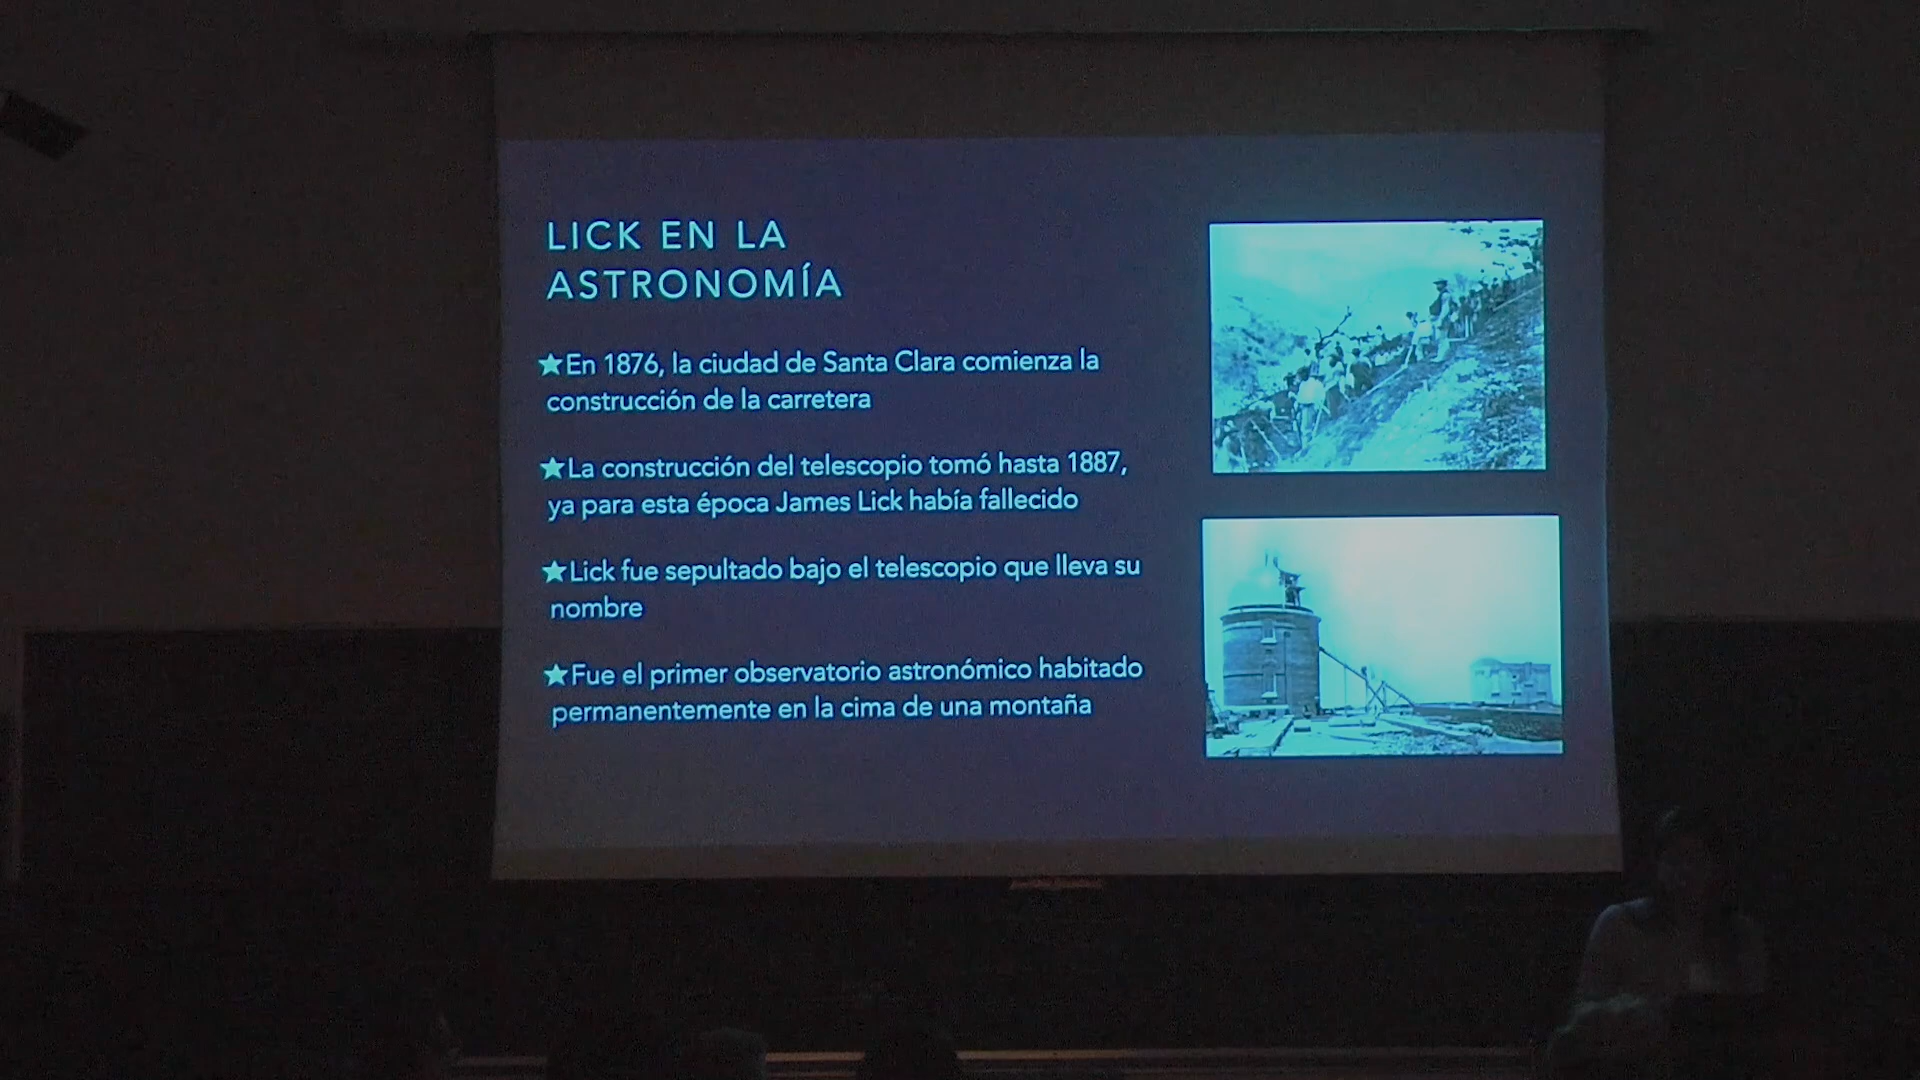 LICK EN LA
ASTRONOMÍA
★En 1876, la ciudad de Santa Clara comienza la
construcción de la carretera
★La construcción del telescopio tomó hasta 1887,
ya para esta época James Lick había fallecido
★Lick fue sepultado bajo el telescopio que lleva su
nombre
★Fue el primer observatorio astronómico habitado
permanentemente en la cima de una montaña